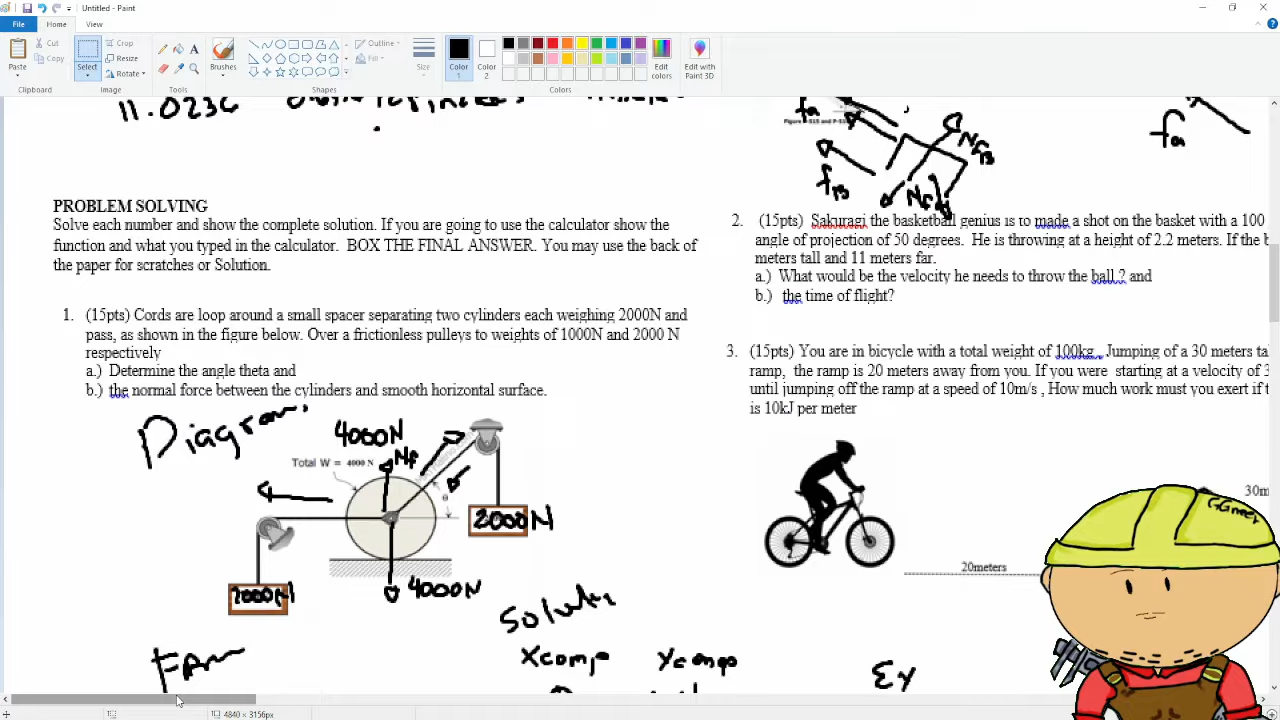 Untitled - Paint
File Home View
Cut
Copy
Paste
Clipboard
Crop
Resize
Rotate
Select
Image
Tools
Brushes
Outline
Fill
Shapes
Size
Color 1
Color 2
Edit colors
Edit with Paint 3D
Colors
11.0236
fa
NFB
fB
fa
PROBLEM SOLVING
Solve each number and show the complete solution. If you are going to use the calculator show the
function and what you typed in the calculator. BOX THE FINAL ANSWER. You may use the back of
the paper for scratches or Solution.
1. (15pts) Cords are loop around a small spacer separating two cylinders each weighing 2000N and
pass, as shown in the figure below. Over a frictionless pulleys to weights of 1000N and 2000 N
respectively
a.) Determine the angle theta and
b.) the normal force between the cylinders and smooth horizontal surface.
Diagram
4000N
Total W = 4000 N
NF
θ
2000N
4000N
Solution
Xcomp Ycomp
ΣY
2. (15pts) Sakuragi the basketball genius is to made a shot on the basket with a 100
angle of projection of 50 degrees. He is throwing at a height of 2.2 meters. If the b
meters tall and 11 meters far.
a.) What would be the velocity he needs to throw the ball.? and
b.) the time of flight?
3. (15pts) You are in bicycle with a total weight of 100kg . Jumping of a 30 meters ta
ramp, the ramp is 20 meters away from you. If you were starting at a velocity of 3
until jumping off the ramp at a speed of 10m/s , How much work must you exert if t
is 10kJ per meter
30m
20meters
GGneer
4840 × 3156px